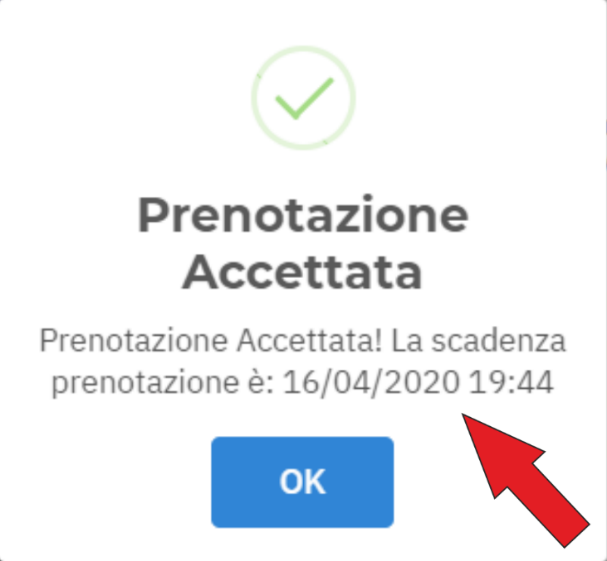 Prenotazione
Accettata
Prenotazione Accettata! La scadenza
prenotazione è: 16/04/2020 19:44
OK